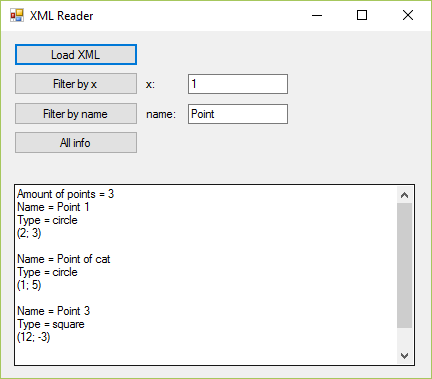 XML Reader
Load XML
Filter by x x: 1
Filter by name name: Point
All info
Amount of points = 3
Name = Point 1
Type = circle
(2; 3)
Name = Point of cat
Type = circle
(1; 5)
Name = Point 3
Type = square
(12; -3)